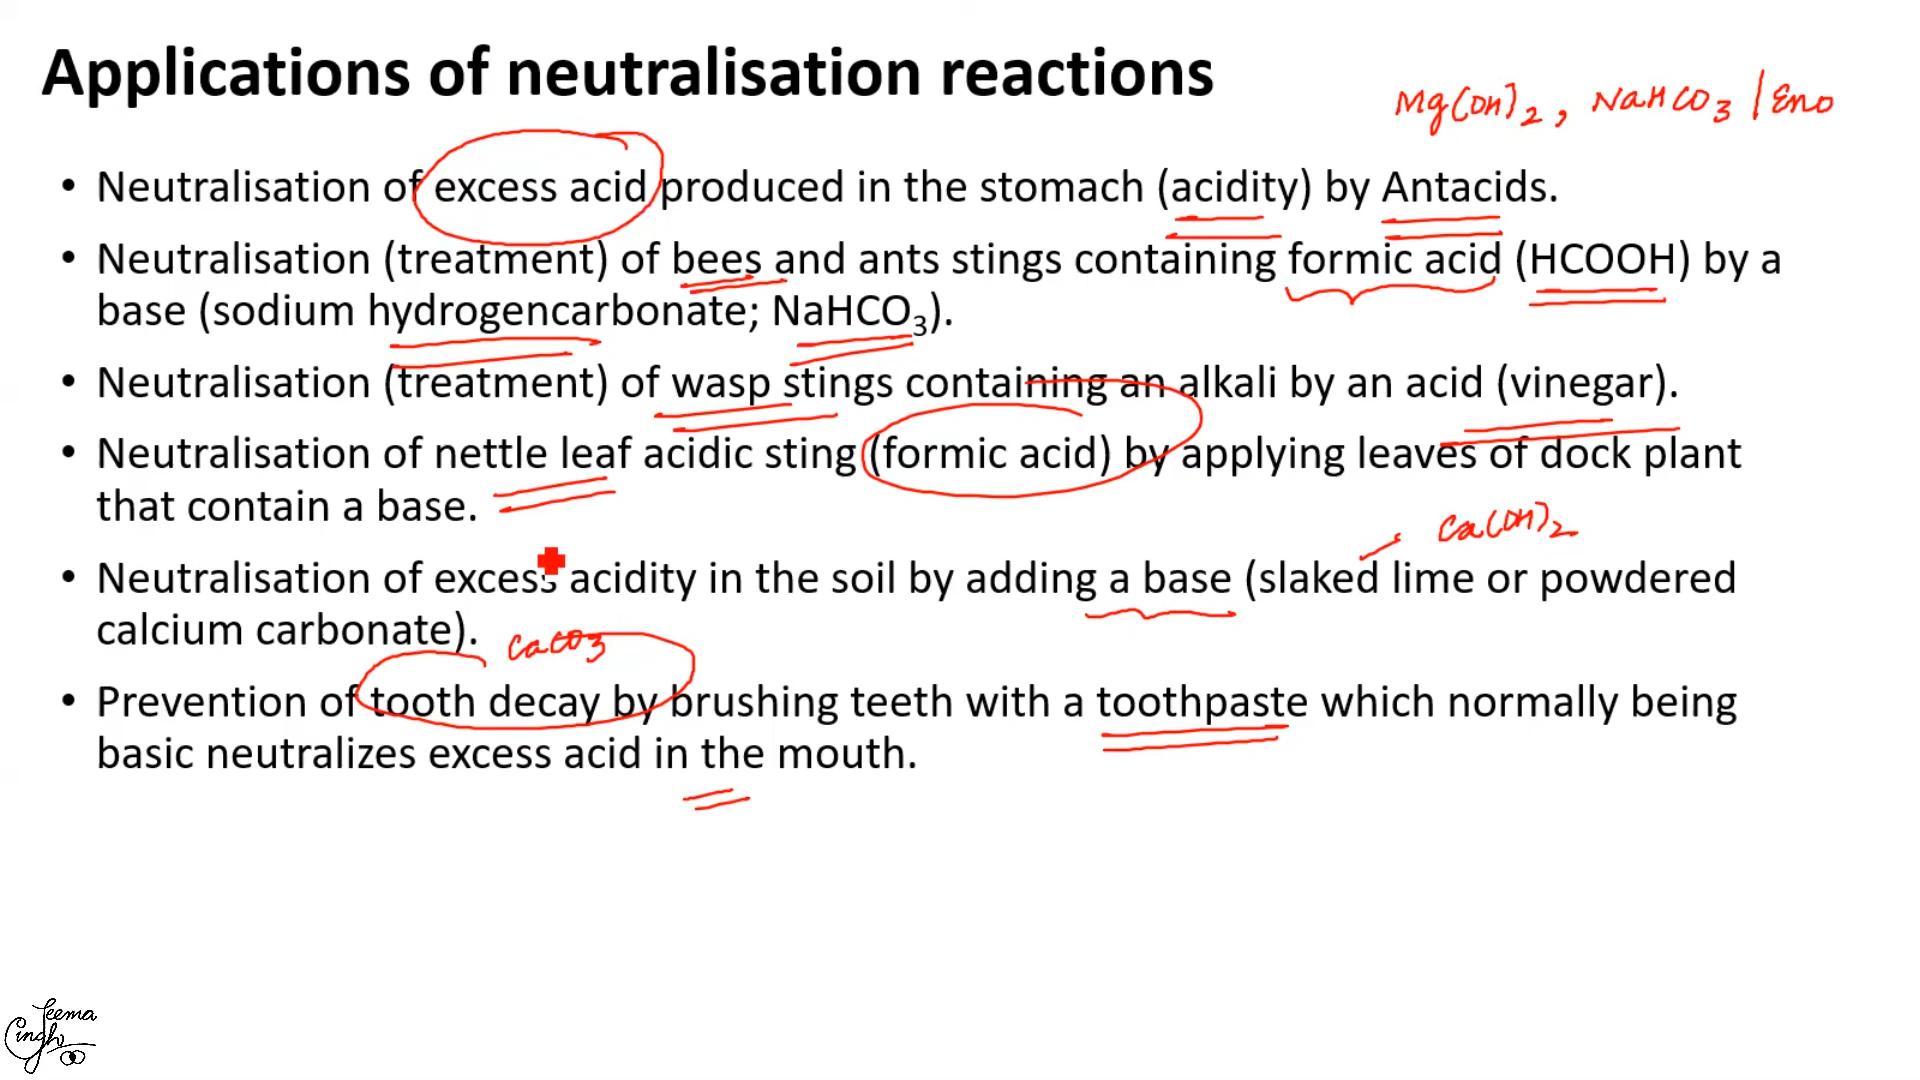 Applications of neutralisation reactions
Mg(OH)2, NaHCO3 / Eno
• Neutralisation of excess acid produced in the stomach (acidity) by Antacids.
• Neutralisation (treatment) of bees and ants stings containing formic acid (HCOOH) by a
base (sodium hydrogencarbonate; NaHCO3).
• Neutralisation (treatment) of wasp stings containing an alkali by an acid (vinegar).
• Neutralisation of nettle leaf acidic sting (formic acid) by applying leaves of dock plant
that contain a base.
Ca(OH)2
• Neutralisation of excess acidity in the soil by adding a base (slaked lime or powdered
calcium carbonate).
CaCO3
• Prevention of tooth decay by brushing teeth with a toothpaste which normally being
basic neutralizes excess acid in the mouth.
Seema
Singh